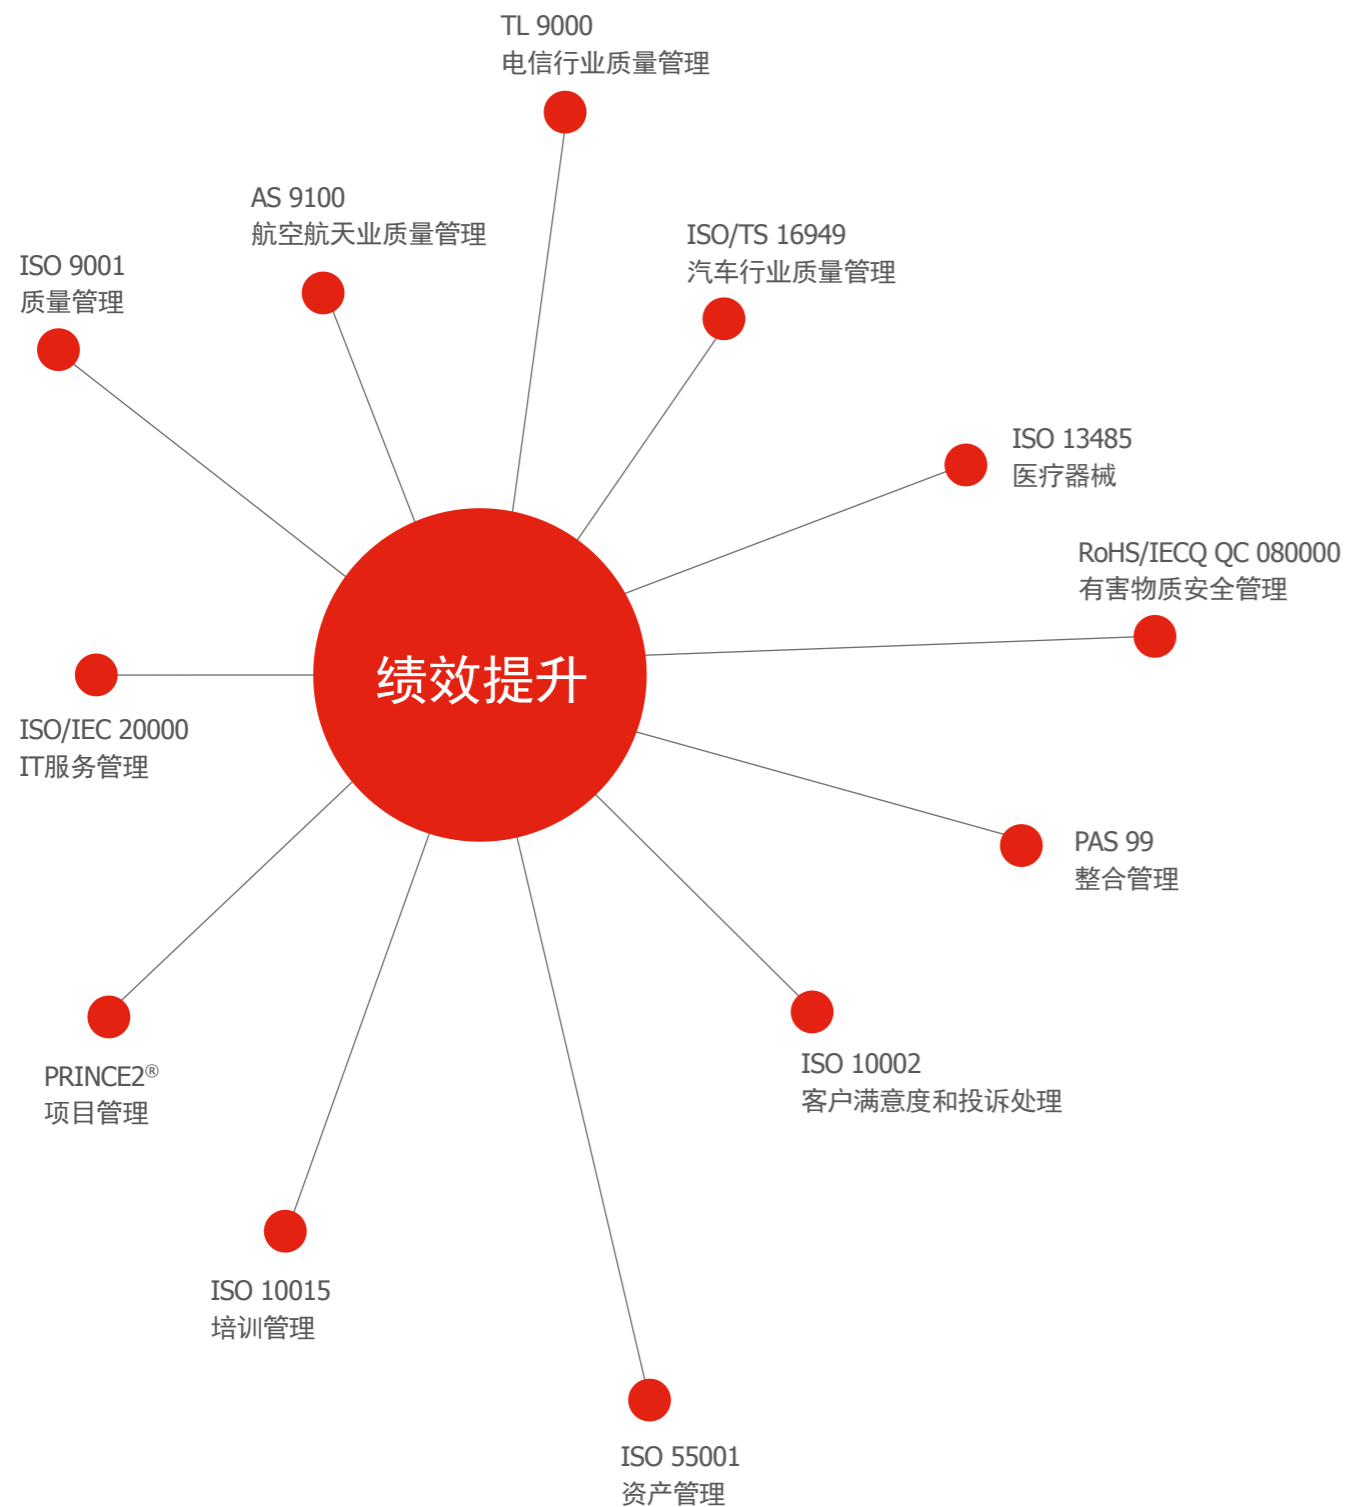 TL 9000
电信行业质量管理
AS 9100
航空航天业质量管理
ISO/TS 16949
汽车行业质量管理
ISO 9001
质量管理
ISO 13485
医疗器械
RoHS/IECQ QC 080000
有害物质安全管理
绩效提升
ISO/IEC 20000
IT服务管理
PAS 99
整合管理
PRINCE2®
项目管理
ISO 10002
客户满意度和投诉处理
ISO 10015
培训管理
ISO 55001
资产管理